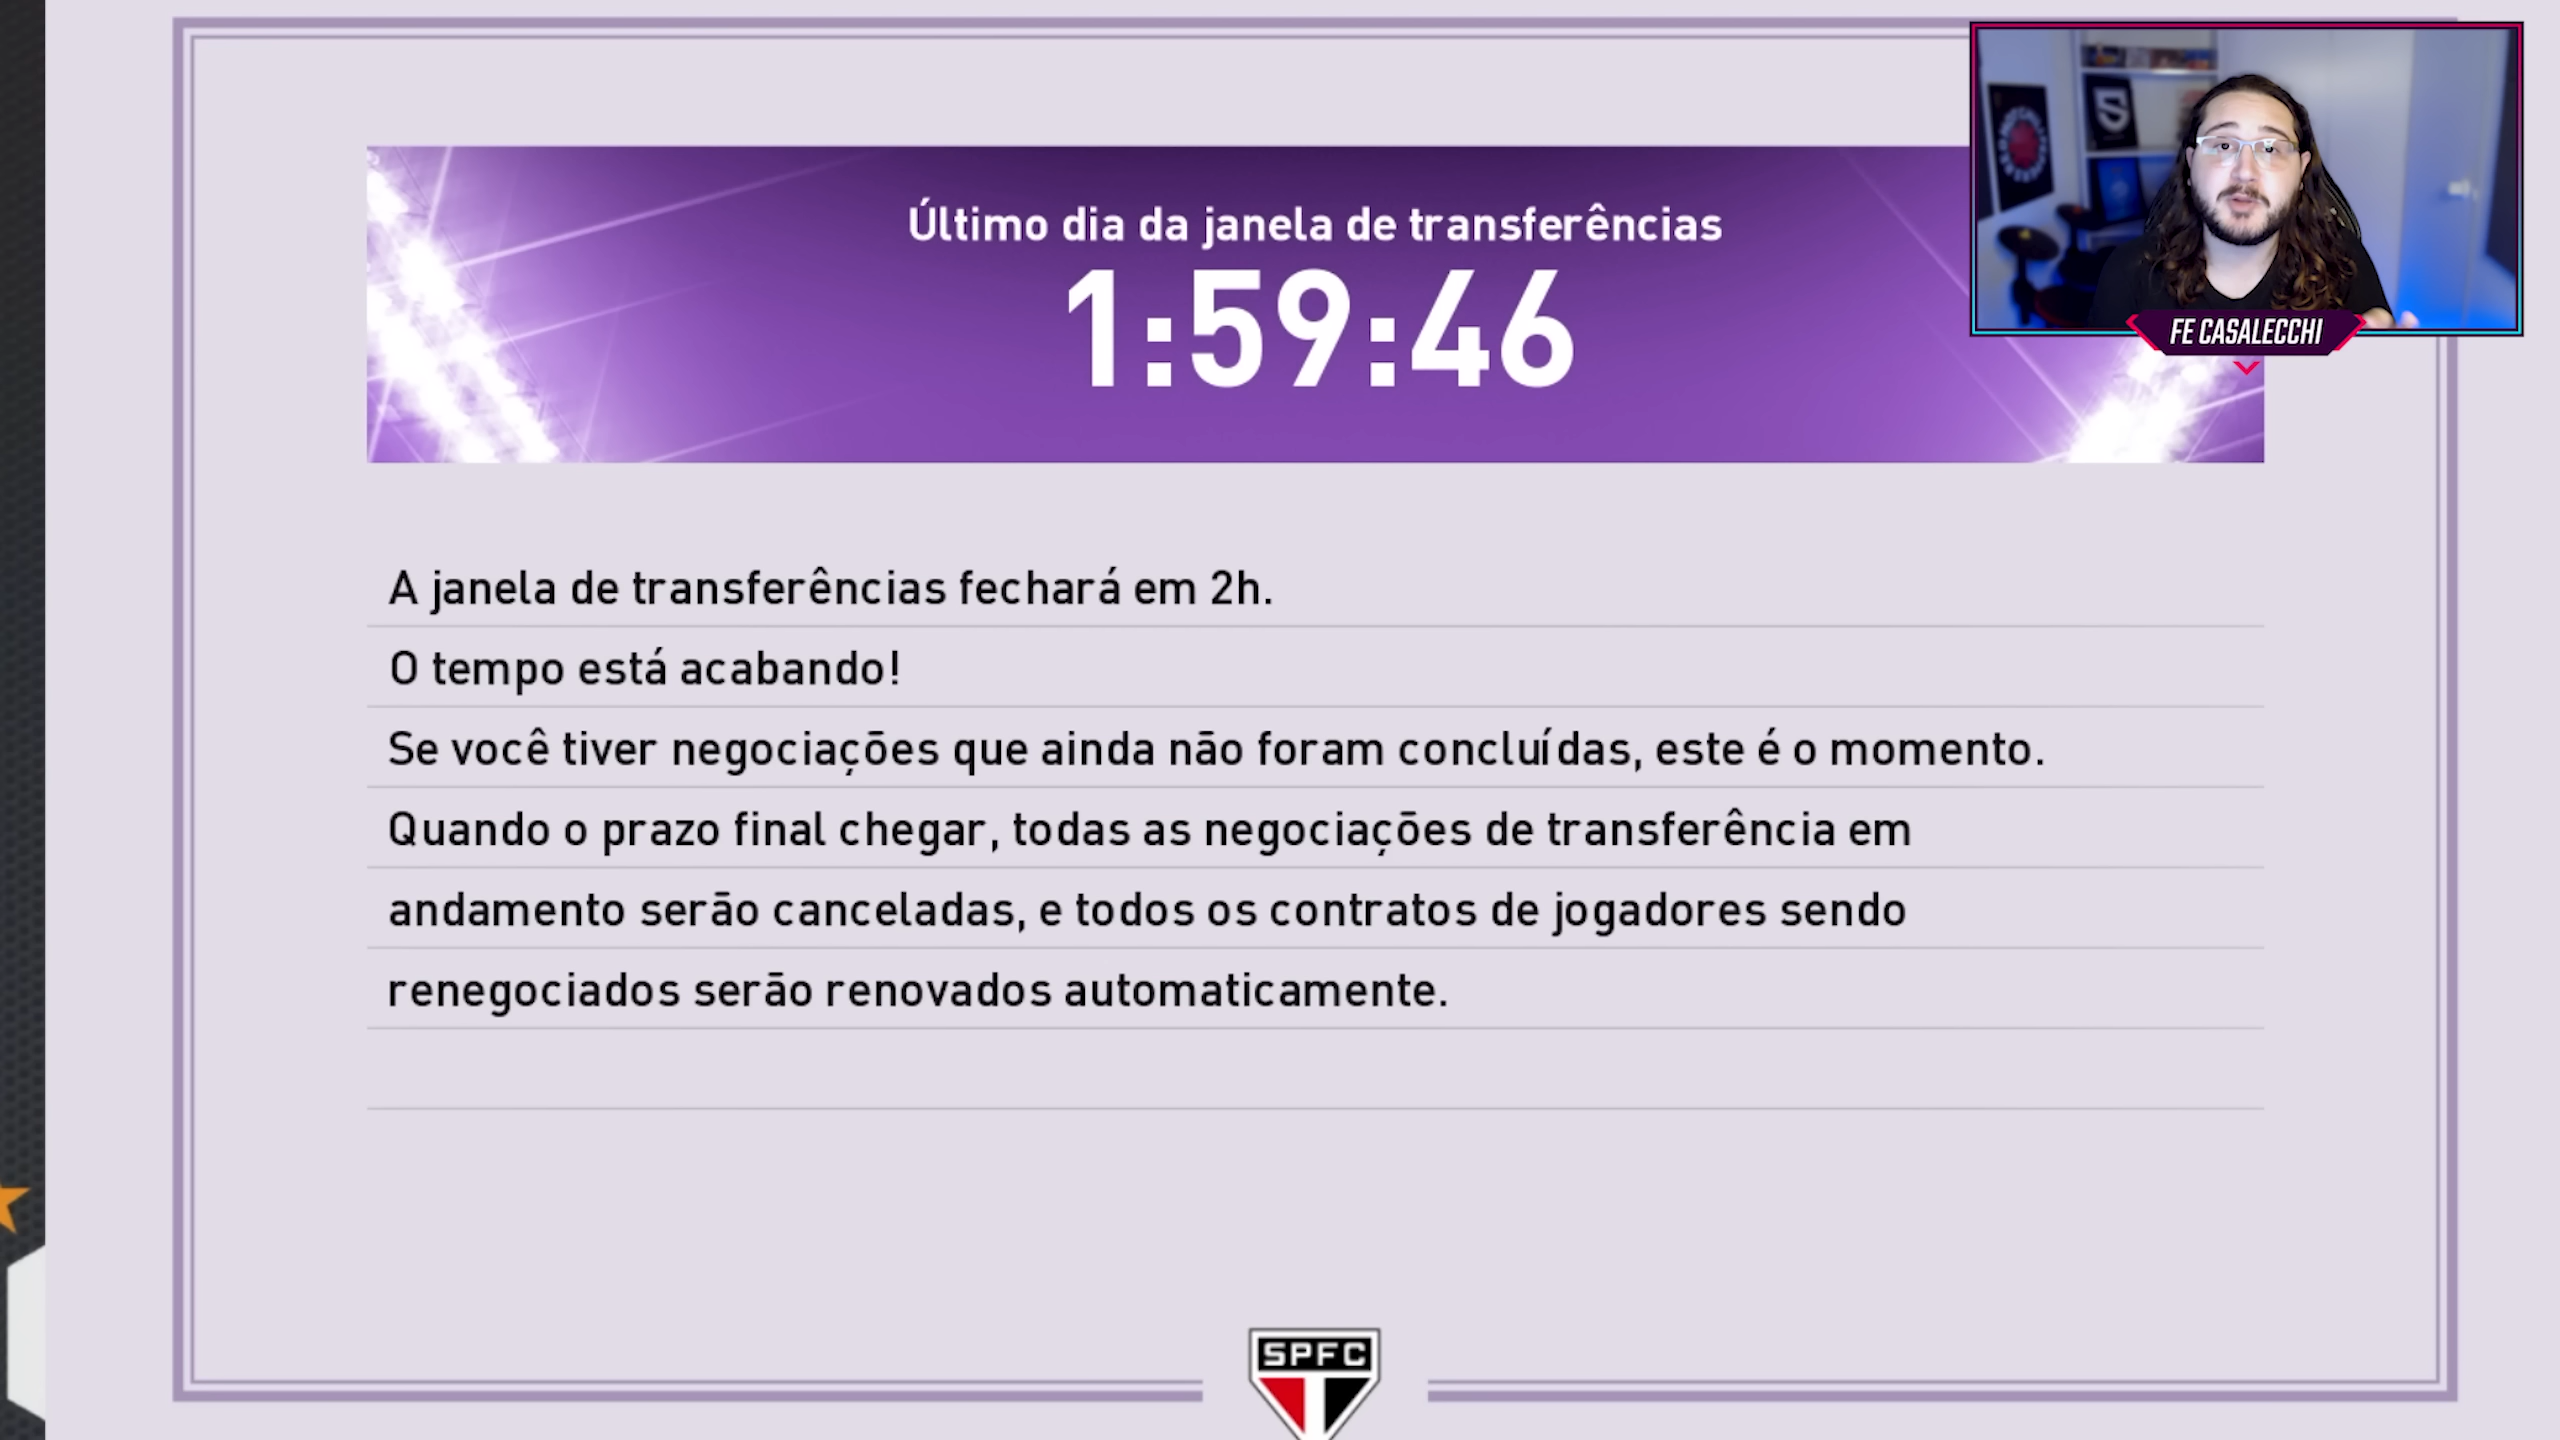 Último dia da janela de transferências
1:59:46
FE CASALECCHI
A janela de transferências fechará em 2h.
O tempo está acabando!
Se você tiver negociações que ainda não foram concluídas, este é o momento.
Quando o prazo final chegar, todas as negociações de transferência em
andamento serão canceladas, e todos os contratos de jogadores sendo
renegociados serão renovados automaticamente.
SPFC